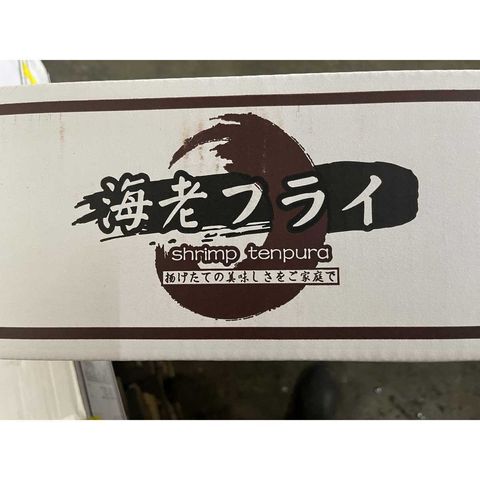 海老フライ
shrimp tenpura
揚げたての美味しさをご家庭で